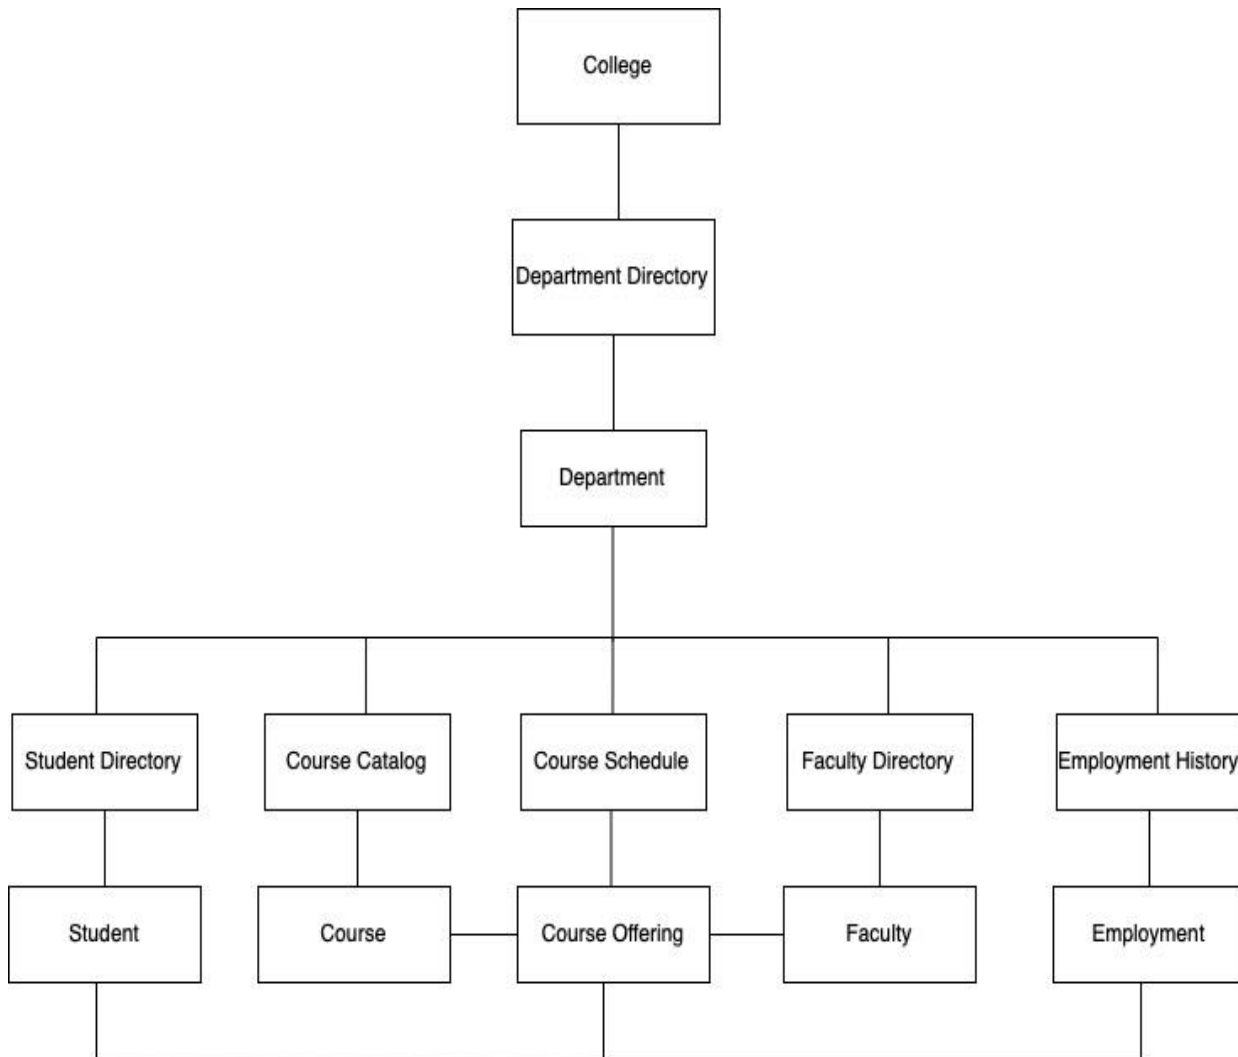 College
Department Directory
Department
Student Directory
Course Catalog
Course Schedule
Faculty Directory
Employment History
Student
Course
Course Offering
Faculty
Employment